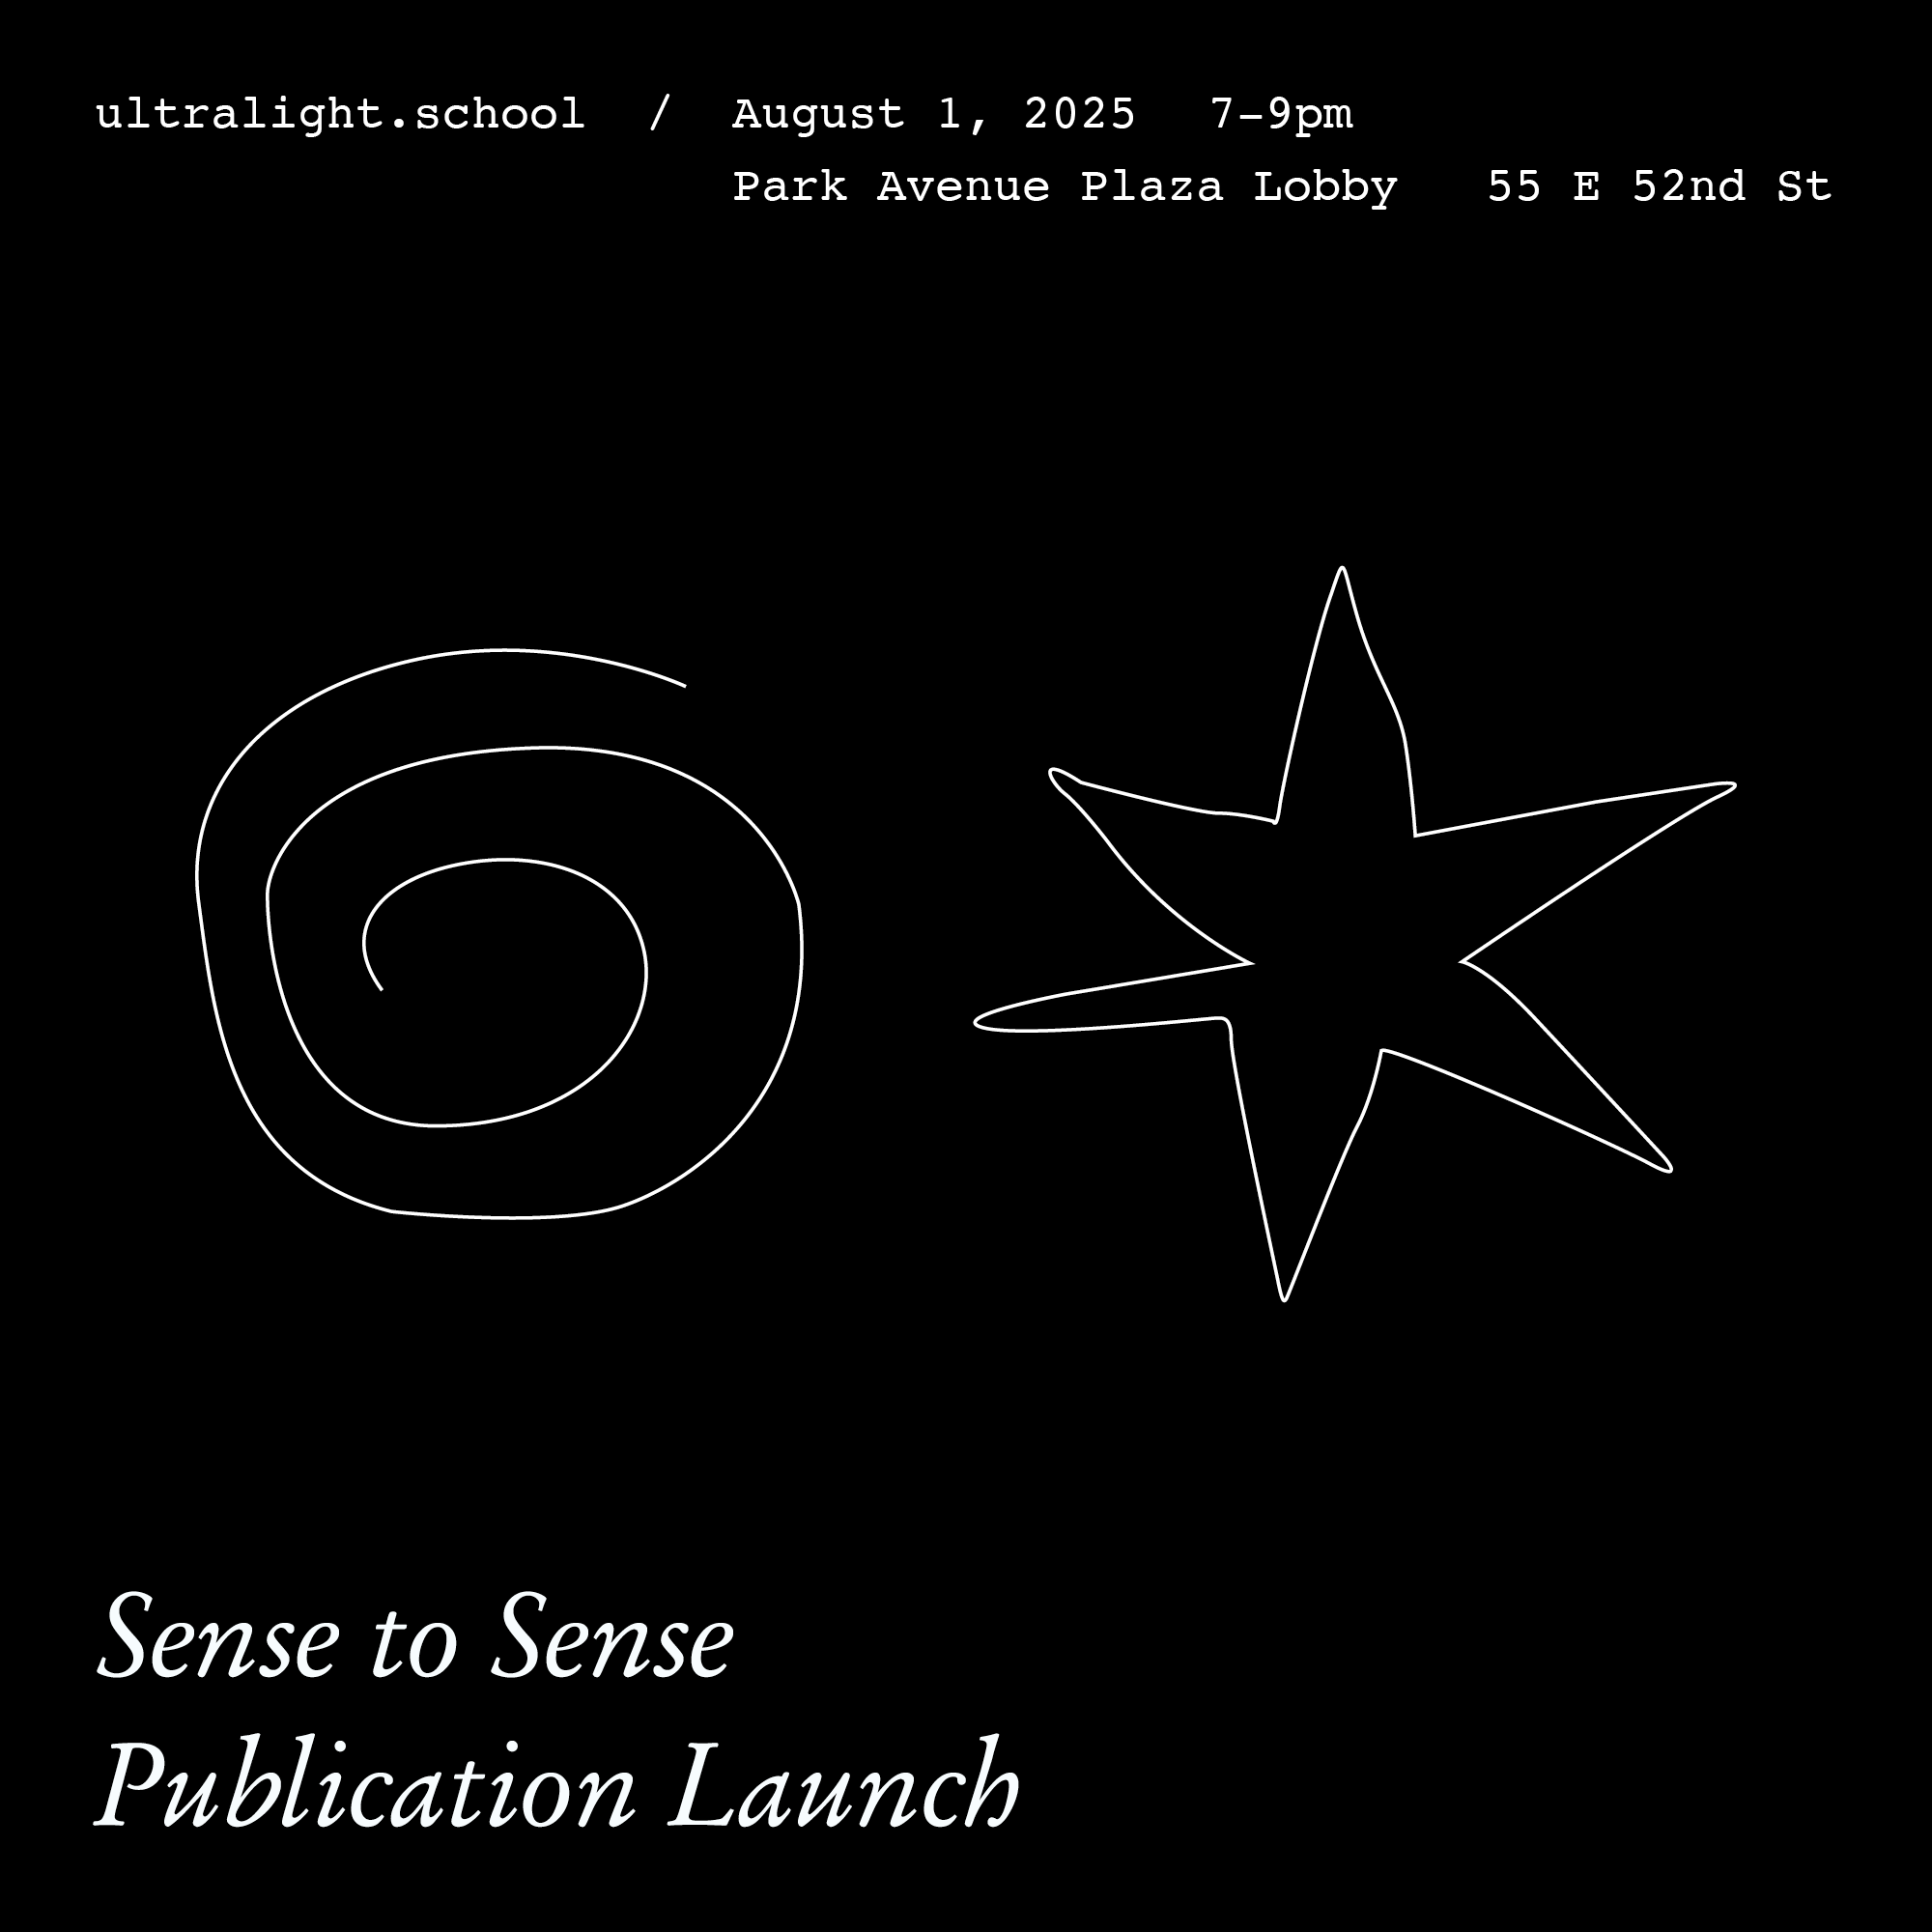 ultralight.school / August 1, 2025 7–9pm
Park Avenue Plaza Lobby 55 E 52nd St
Sense to Sense
Publication Launch